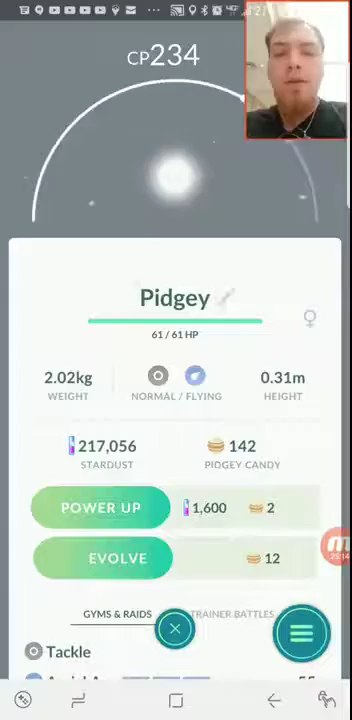 CP234
Pidgey
61 / 61 HP
2.02kg
WEIGHT
NORMAL / FLYING
0.31m
HEIGHT
217,056
STARDUST
142
PIDGEY CANDY
POWER UP 1,600 2
EVOLVE 12
GYMS & RAIDS TRAINER BATTLES
Tackle
55